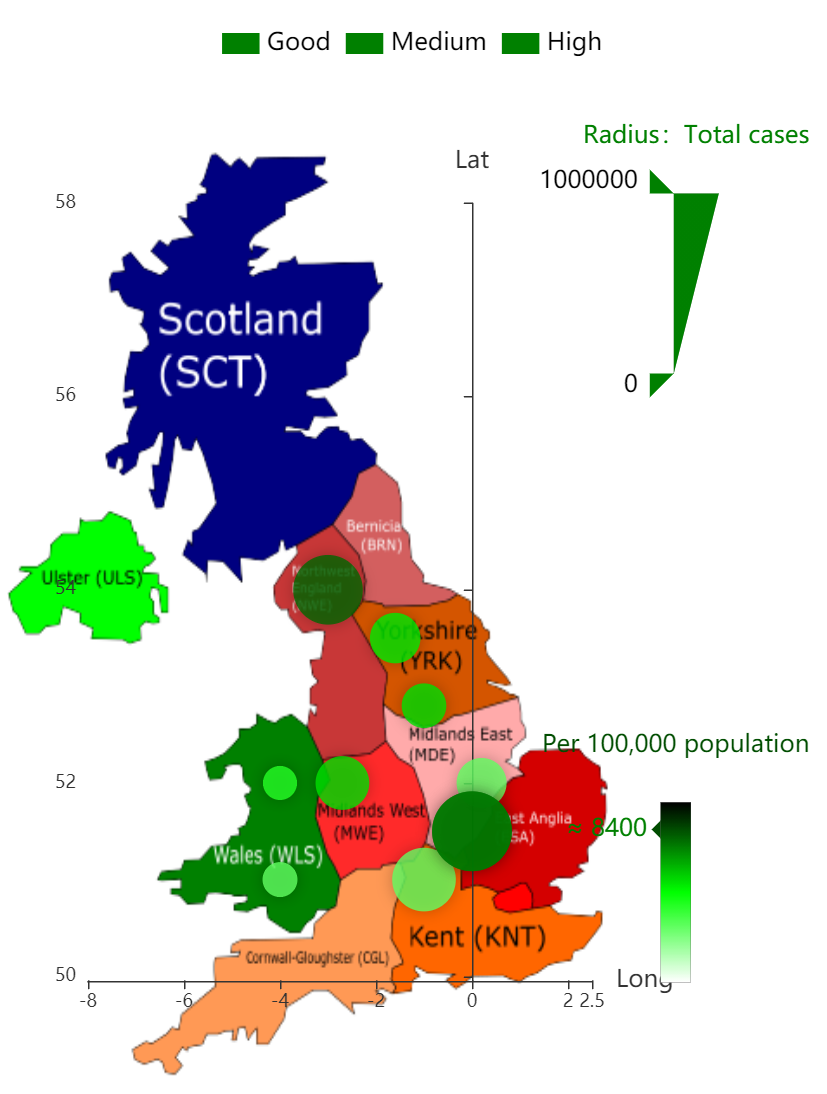 Good Medium High
Radius: Total cases
Lat
1000000
58
Scotland
(SCT)
0
56
Bernicia
(BRN)
Ulster (ULS)
54
Northwest
England
(NWE)
Yorkshire
(YRK)
Midlands East
(MDE)
Per 100,000 population
52
Midlands West
(MWE)
≈ 8400
Anglia
Wales (WLS)
Kent (KNT)
Cornwall-Gloughster (CGL)
50
Long
-8 -6 -4 -2 0 2 2.5